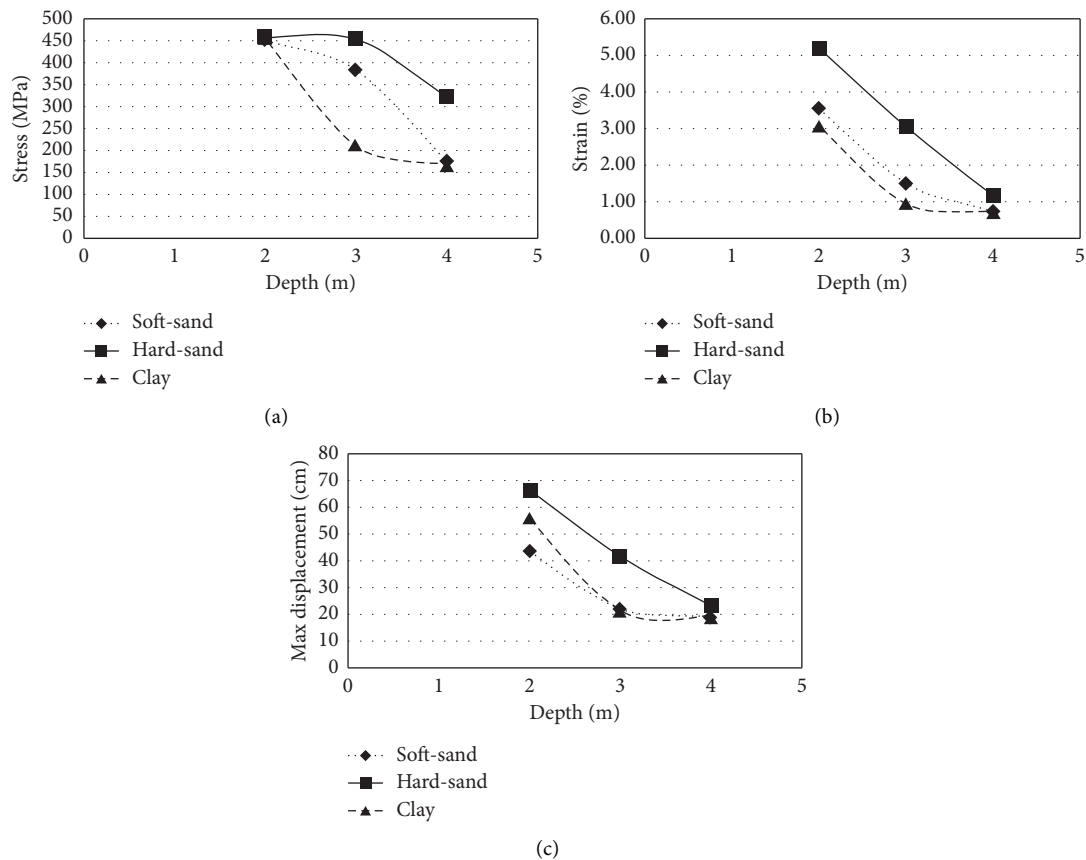 500
450
400
350
300
250
200
150
100
50
0
Stress (MPa)
0 1 2 3 4 5
Depth (m)
Soft-sand
Hard-sand
Clay
(a)
6.00
5.00
4.00
3.00
2.00
1.00
0.00
Strain (%)
0 1 2 3 4 5
Depth (m)
Soft-sand
Hard-sand
Clay
(b)
80
70
60
50
40
30
20
10
0
Max displacement (cm)
0 1 2 3 4 5
Depth (m)
Soft-sand
Hard-sand
Clay
(c)